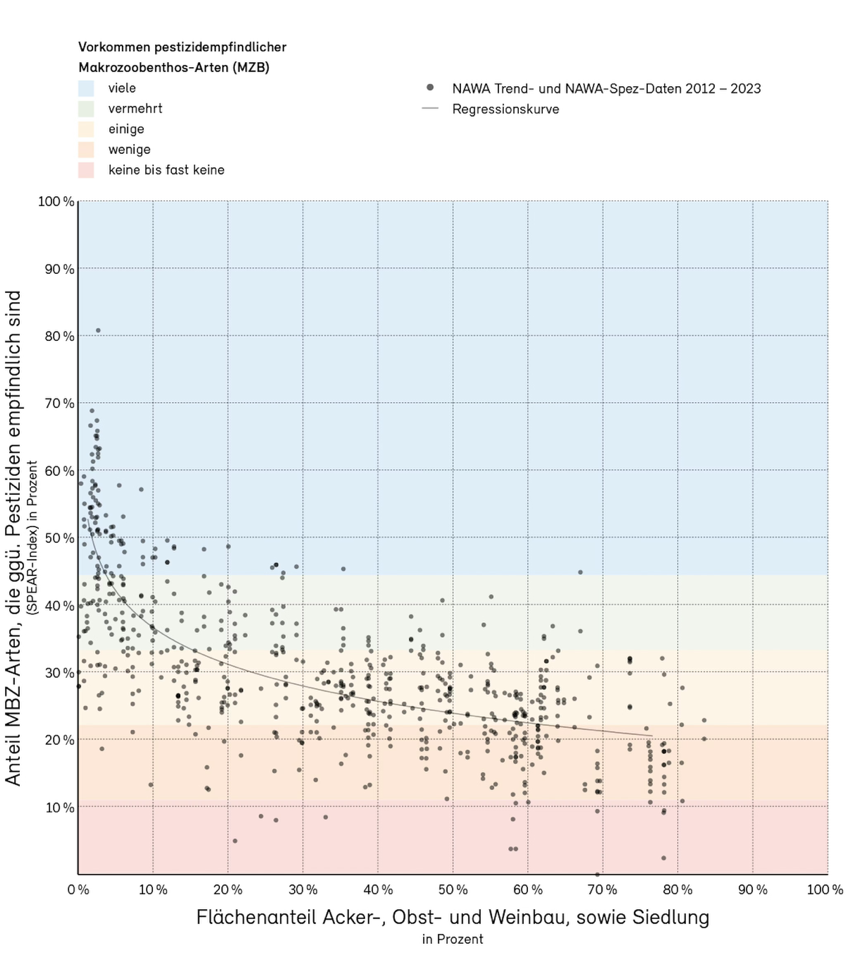 Vorkommen pestizidempfindlicher
Makrozoobenthos-Arten (MZB)
viele
vermehrt
einige
wenige
keine bis fast keine
NAWA Trend- und NAWA-Spez-Daten 2012 – 2023
Regressionskurve
Anteil MBZ-Arten, die ggü. Pestiziden empfindlich sind
(SPEAR-Index) in Prozent
100 %
90 %
80 %
70 %
60 %
50 %
40 %
30 %
20 %
10 %
0 % 10 % 20 % 30 % 40 % 50 % 60 % 70 % 80 % 90 % 100 %
Flächenanteil Acker-, Obst- und Weinbau, sowie Siedlung
in Prozent